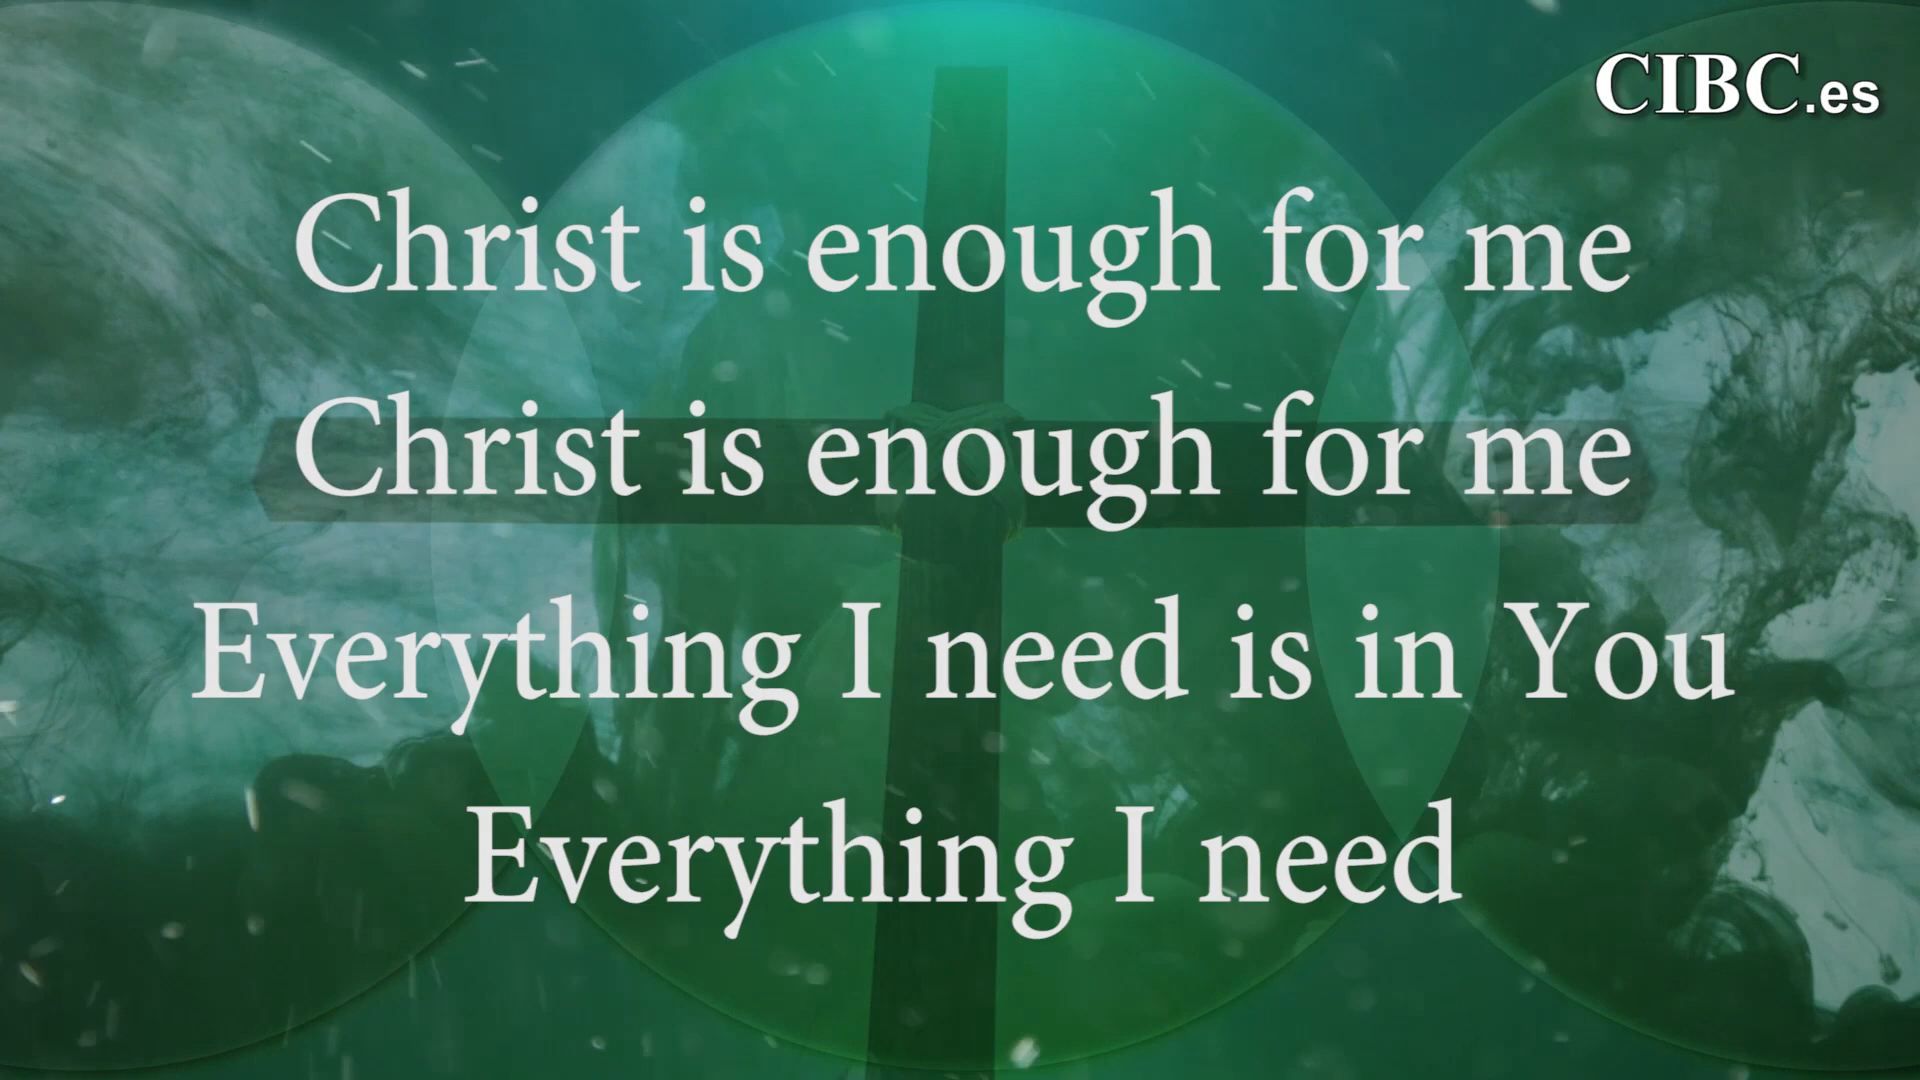 CIBC.es
Christ is enough for me
Christ is enough for me
Everything I need is in You
Everything I need